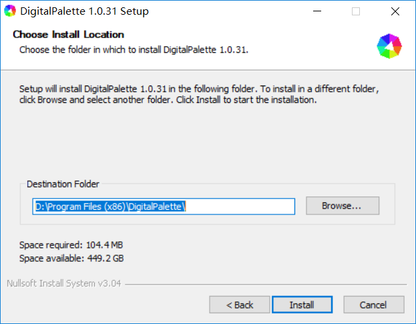 DigitalPalette 1.0.31 Setup
Choose Install Location
Choose the folder in which to install DigitalPalette 1.0.31.
Setup will install DigitalPalette 1.0.31 in the following folder. To install in a different folder,
click Browse and select another folder. Click Install to start the installation.
Destination Folder
D:\Program Files (x86)\DigitalPalette\
Browse...
Space required: 104.4 MB
Space available: 449.2 GB
Nullsoft Install System v3.04
< Back
Install
Cancel